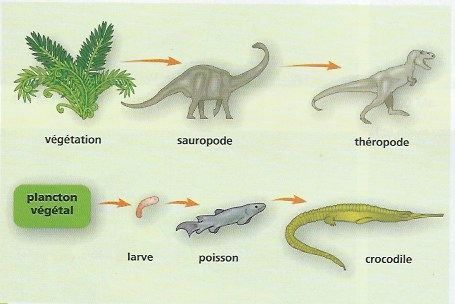 végétation
sauropode
théropode
plancton
végétal
larve
poisson
crocodile